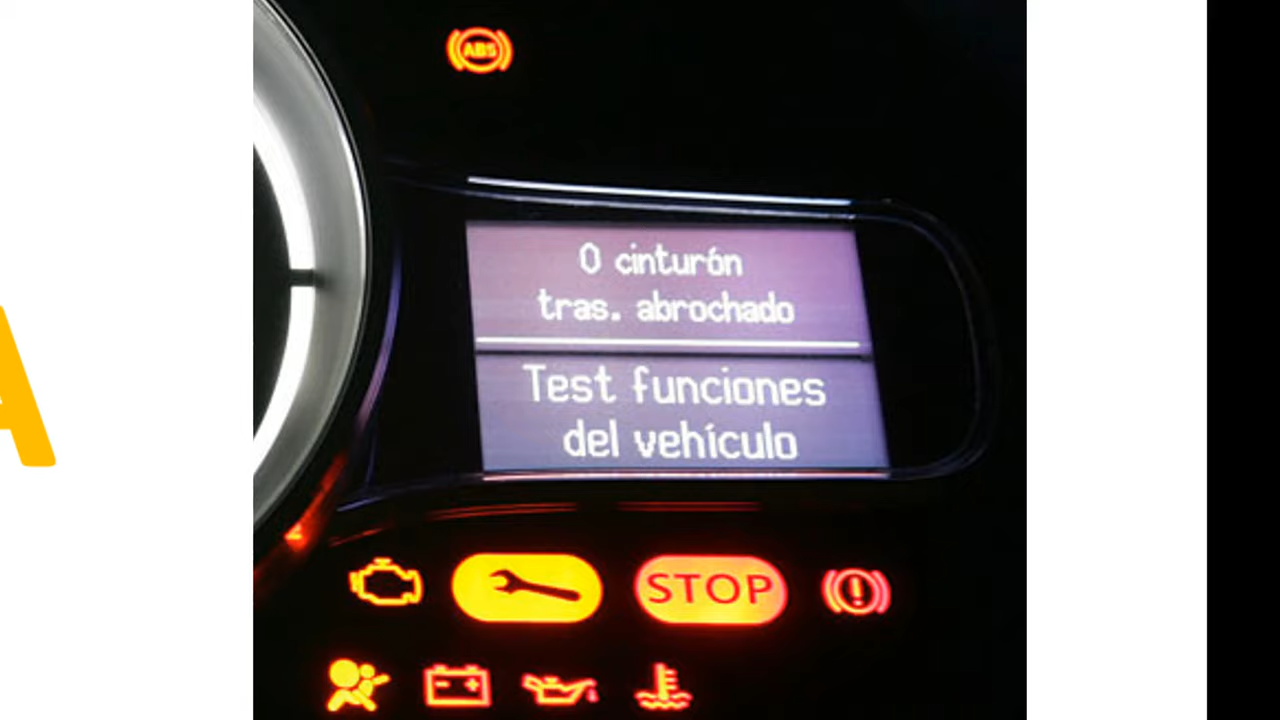 ABS
0 cinturón
tras. abrochado
Test funciones
del vehículo
STOP
A